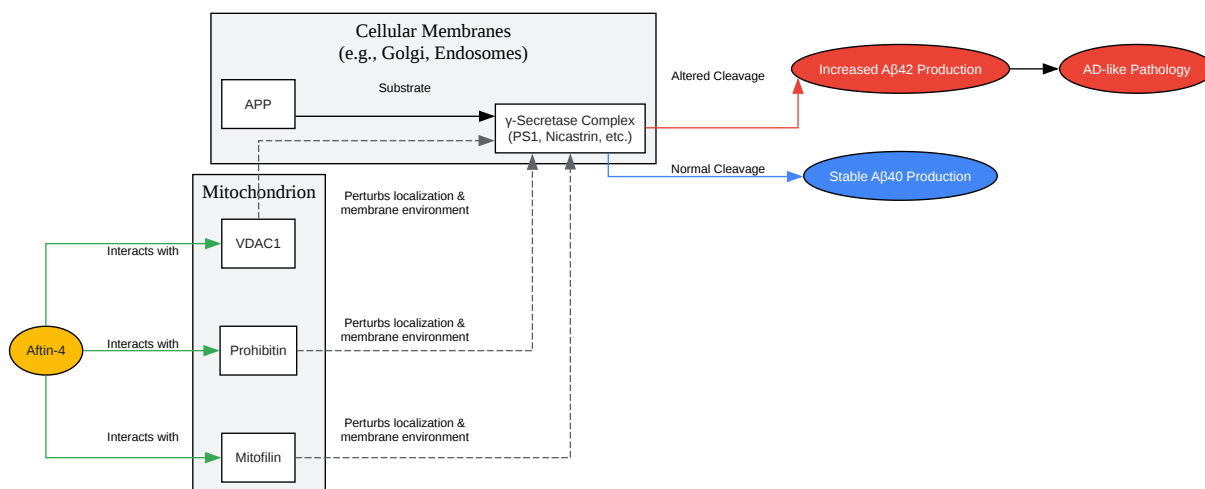 Cellular Membranes
(e.g., Golgi, Endosomes)
APP
Substrate
γ-Secretase Complex
(PS1, Nicastrin, etc.)
Altered Cleavage
Increased Aβ42 Production
AD-like Pathology
Normal Cleavage
Stable Aβ40 Production
Mitochondrion
Perturbs localization &
membrane environment
VDAC1
Interacts with
Aftin-4
Interacts with
Prohibitin
Perturbs localization &
membrane environment
Interacts with
Mitofilin
Perturbs localization &
membrane environment